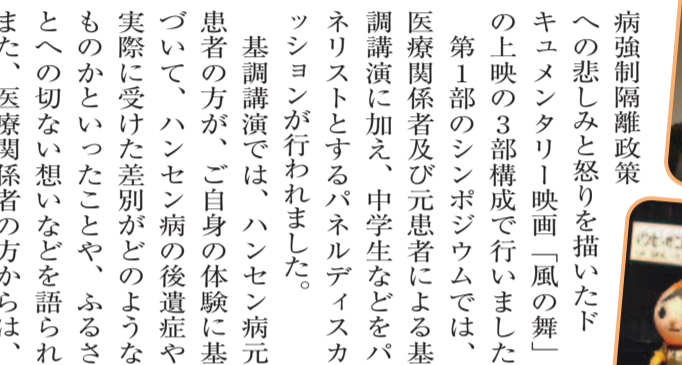 病強制隔離政策
への悲しみと怒りを描いたド
キュメンタリー映画「風の舞」
の上映の３部構成で行いました
　第１部のシンポジウムでは、
医療関係者及び元患者による基
調講演に加え、中学生などをパ
ネリストとするパネルディスカ
ッションが行われました。
　基調講演では、ハンセン病元
患者の方が、ご自身の体験に基
づいて、ハンセン病の後遺症や
実際に受けた差別がどのような
ものかといったことや、ふるさ
とへの切ない想いなどを語られ
また、医療関係者の方からは、